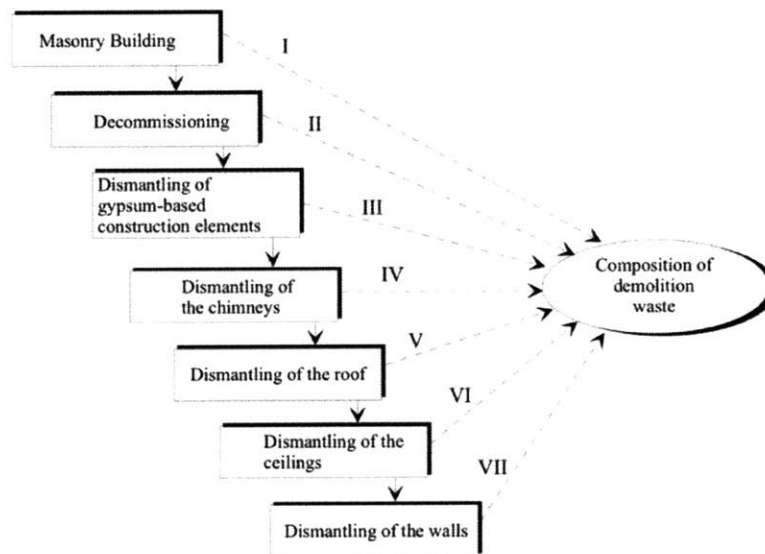 Masonry Building
I
Decommissioning
II
Dismantling of
gypsum-based
construction elements
III
Dismantling of
the chimneys
IV
Composition of
demolition
waste
Dismantling of the roof
V
Dismantling of the
ceilings
VI
Dismantling of the walls
VII